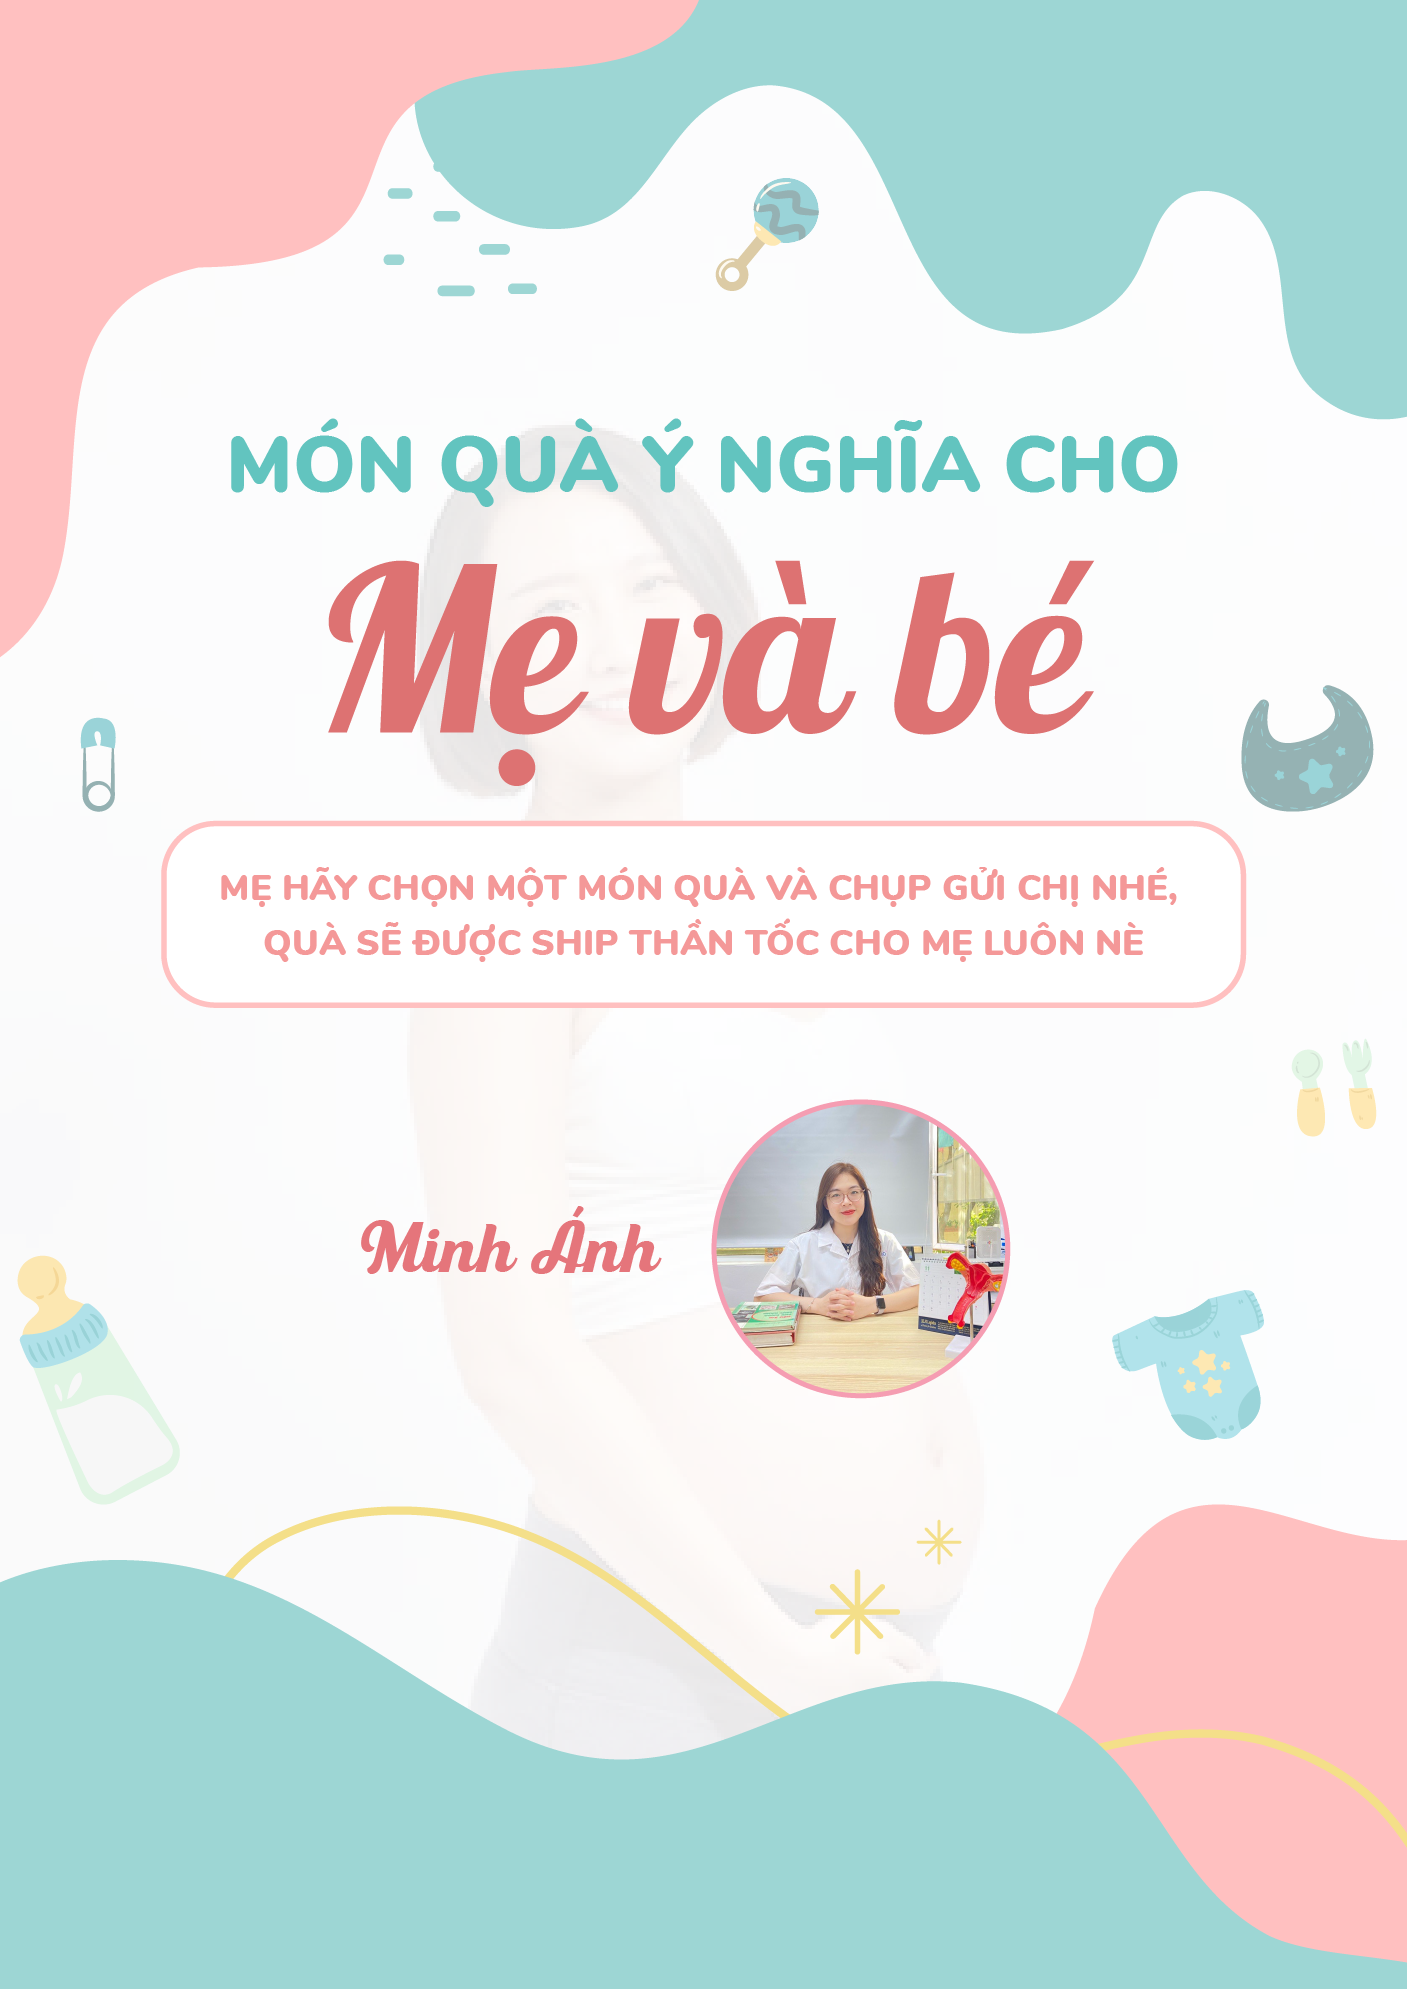 MÓN QUÀ Ý NGHĨA CHO
Mẹ và bé
MẸ HÃY CHỌN MỘT MÓN QUÀ VÀ CHỤP GỬI CHỊ NHÉ,
QUÀ SẼ ĐƯỢC SHIP THẦN TỐC CHO MẸ LUÔN NÈ
Minh Ánh